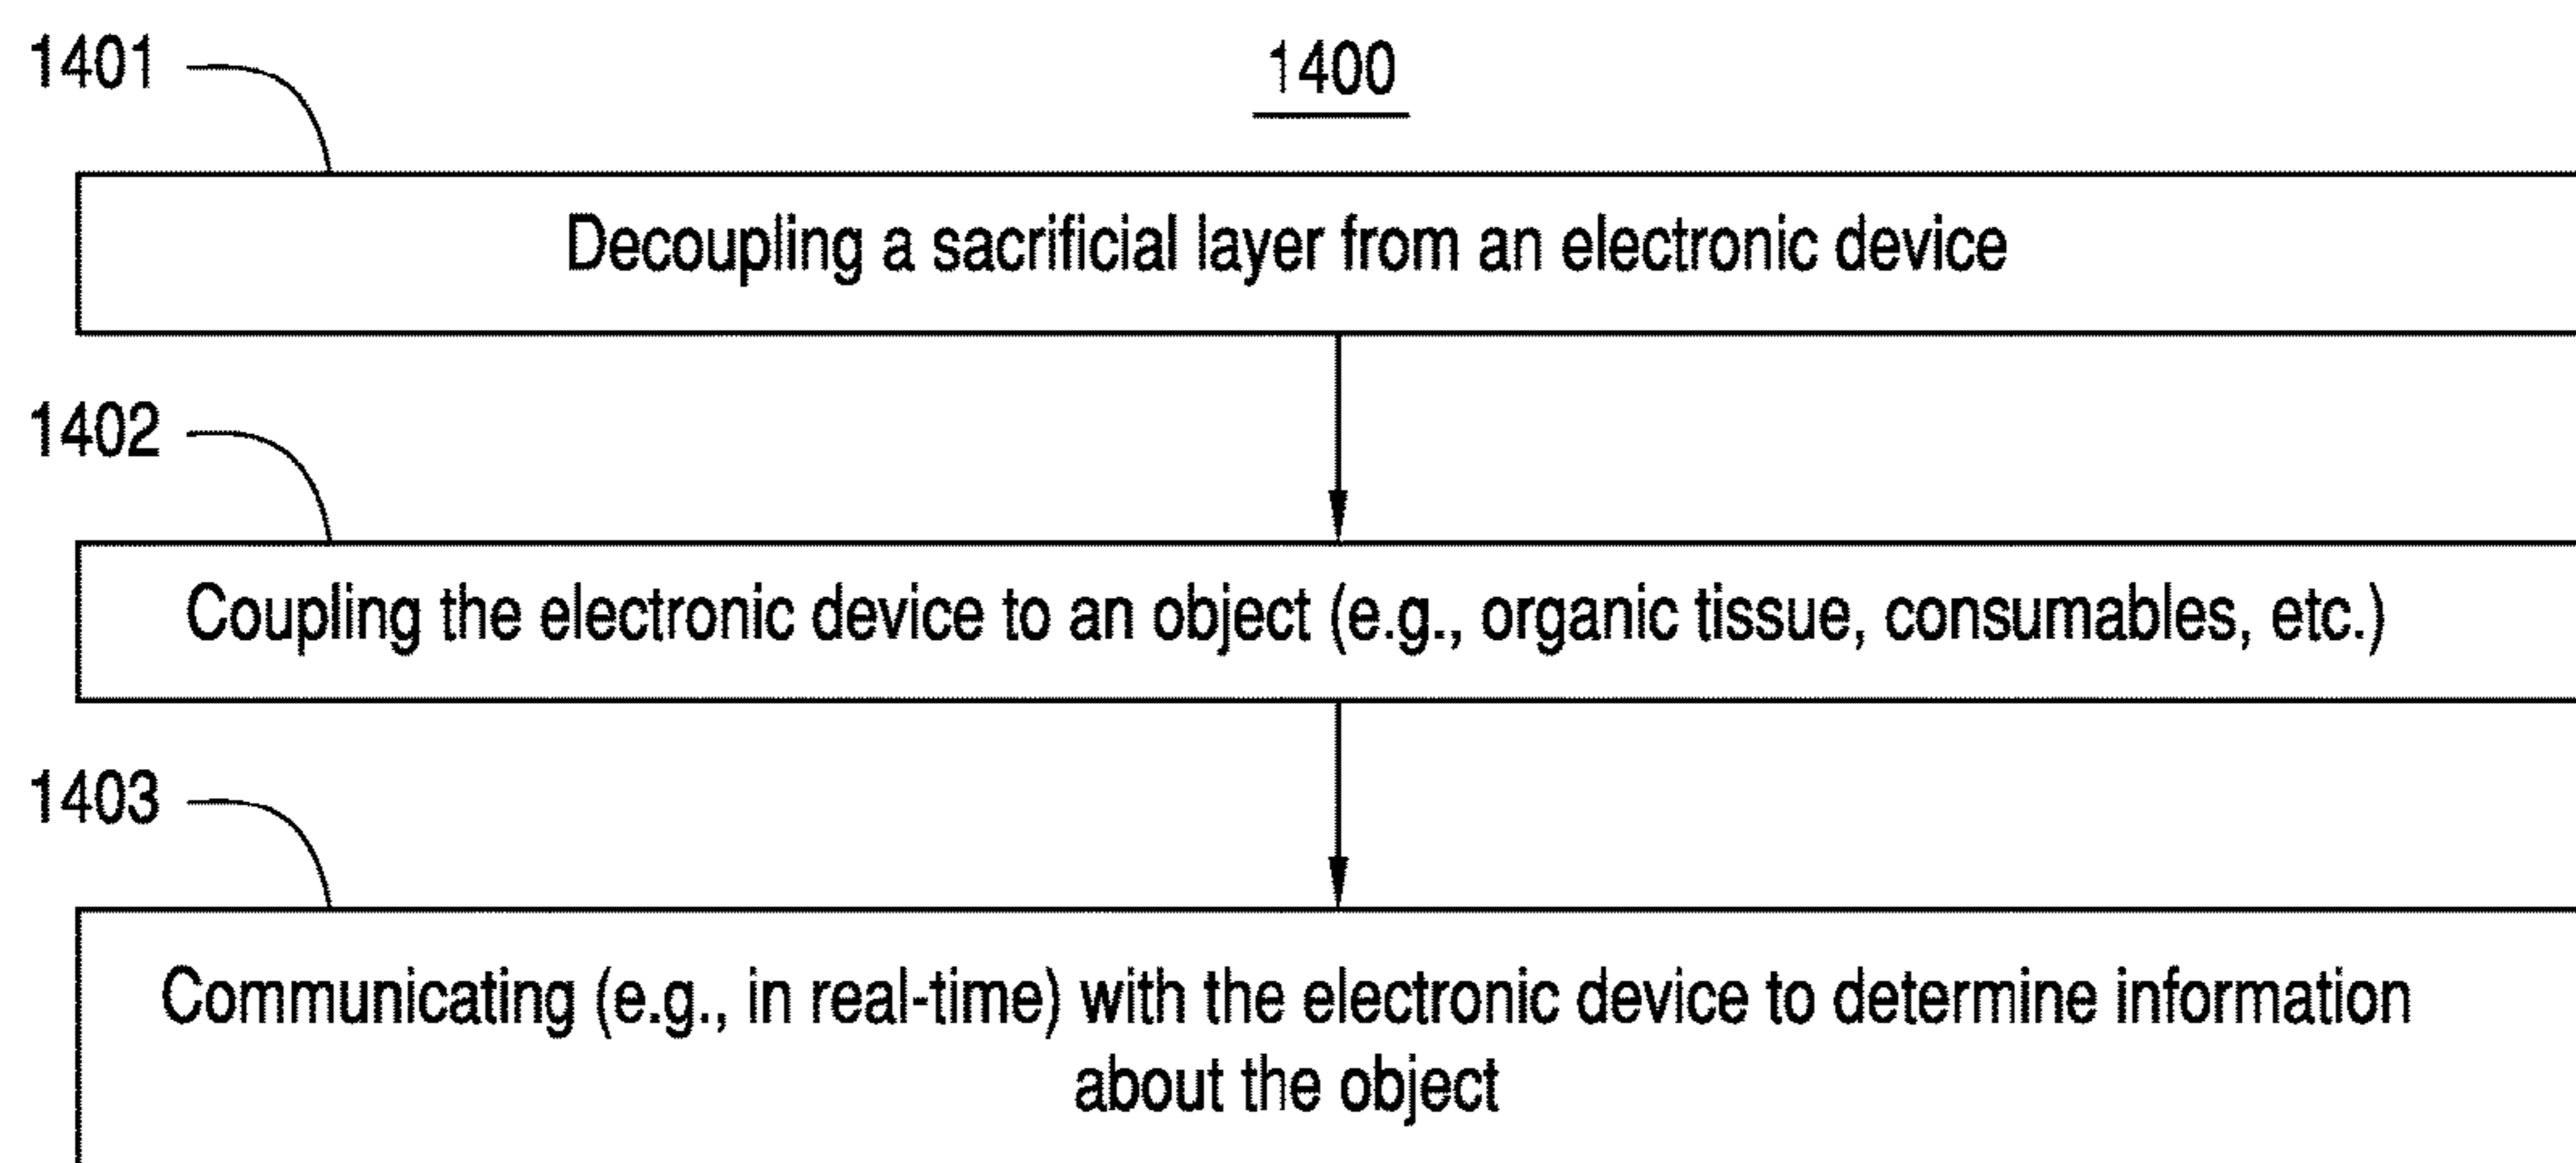 1400
1401
Decoupling a sacrificial layer from an electronic device
1402
Coupling the electronic device to an object (e.g., organic tissue, consumables, etc.)
1403
Communicating (e.g., in real-time) with the electronic device to determine information
about the object